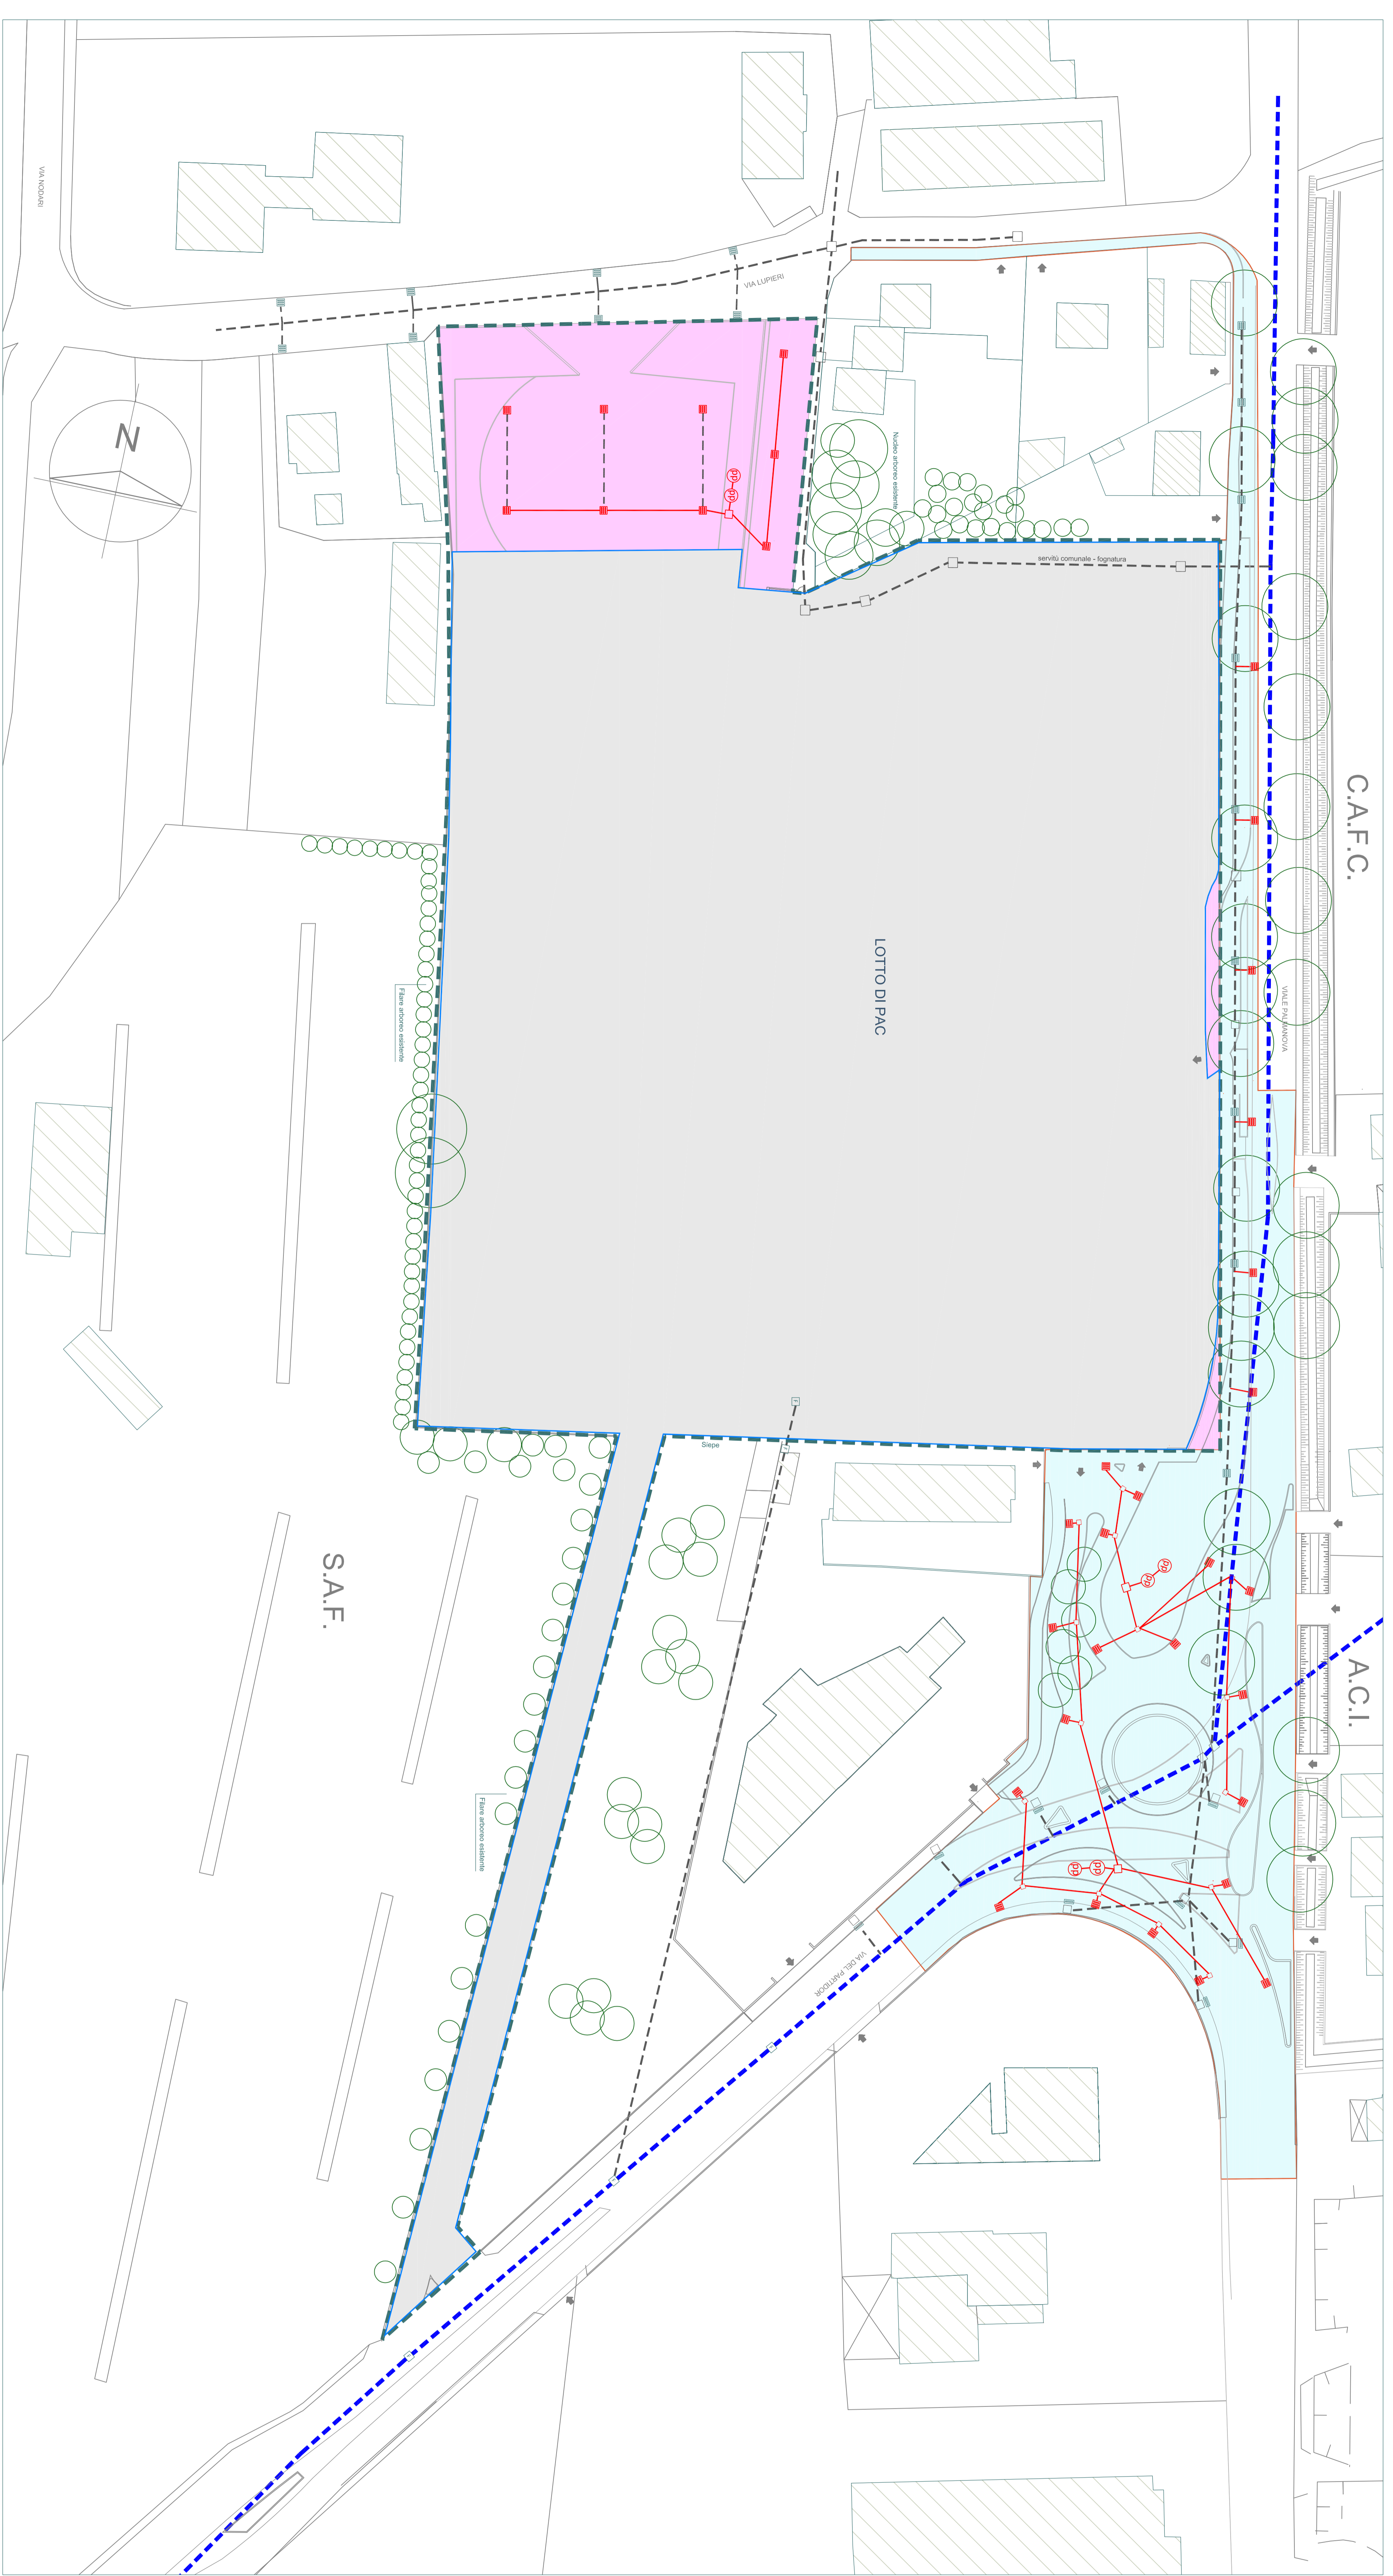 VIA NODARI
VIA LUPIERI
N
Nucleo arboreo esistente
servitù comunale - fognatura
C.A.F.C.
LOTTO DI PAC
VIALE PALMANOVA
Filare arboreo esistente
pp
pp
Siepe
S.A.F.
A.C.I.
pp
pp
Filare arboreo esistente
pp
pp
VIA DEL PARTIDOR